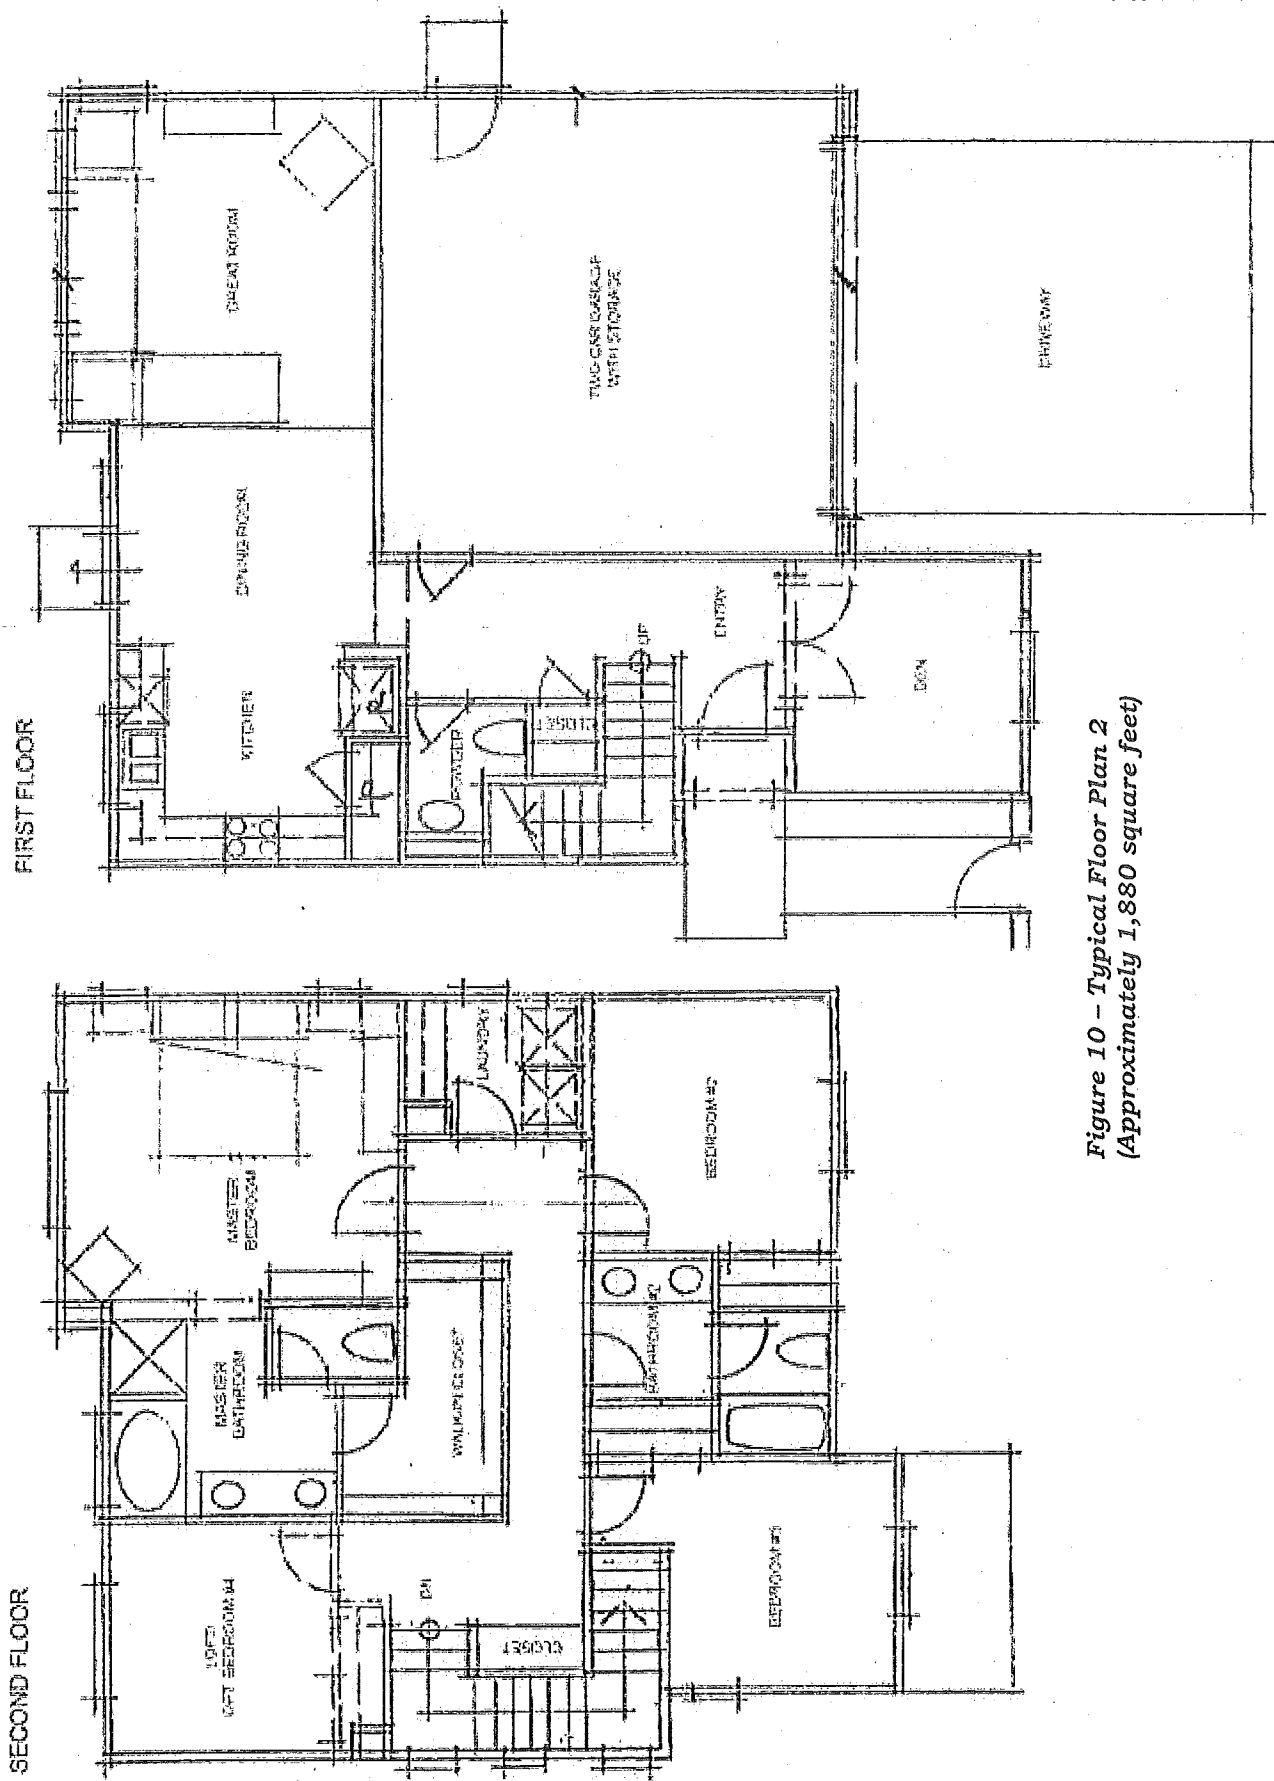 SECOND FLOOR
LOFT
OPT. BEDROOM #4
MASTER
BATHROOM
MASTER
BEDROOM
DN
CLOSET
WALK-IN CLOSET
LAUNDRY
BEDROOM #3
BATHROOM #2
BEDROOM #2
FIRST FLOOR
KITCHEN
DINING ROOM
GREAT ROOM
POWDER
CLOSET
UP
ENTRY
TWO-CAR GARAGE
WITH STORAGE
DEN
DRIVEWAY
Figure 10 – Typical Floor Plan 2
(Approximately 1,880 square feet)